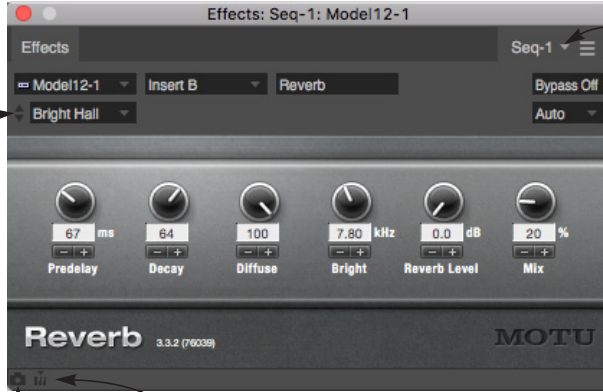 Effects: Seq-1: Model12-1
Effects Seq-1
Model12-1 Insert B Reverb Bypass Off
Bright Hall Auto
67 ms 64 100 7.80 kHz 0.0 dB 20 %
- + - + - + - + - + - +
Predelay Decay Diffuse Bright Reverb Level Mix
Reverb 3.3.2 (76039) MOTU